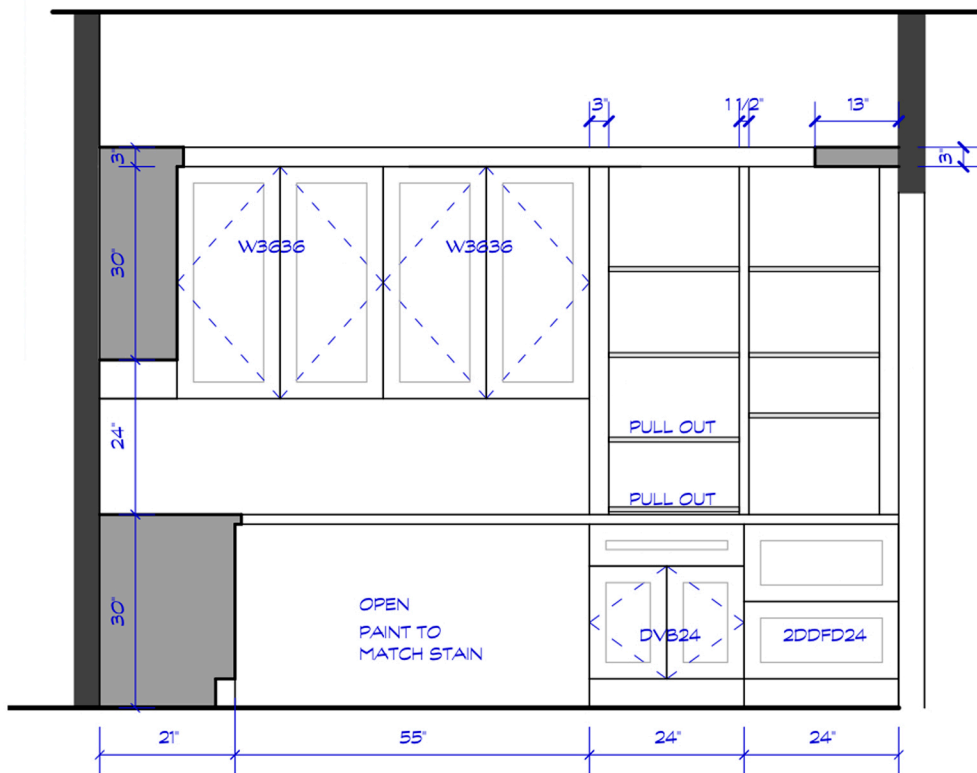 3"
1 1/2"
13"
3"
3"
W3636
W3636
30"
24"
PULL OUT
PULL OUT
30"
OPEN
PAINT TO
MATCH STAIN
DVB24
2DDFD24
21"
55"
24"
24"